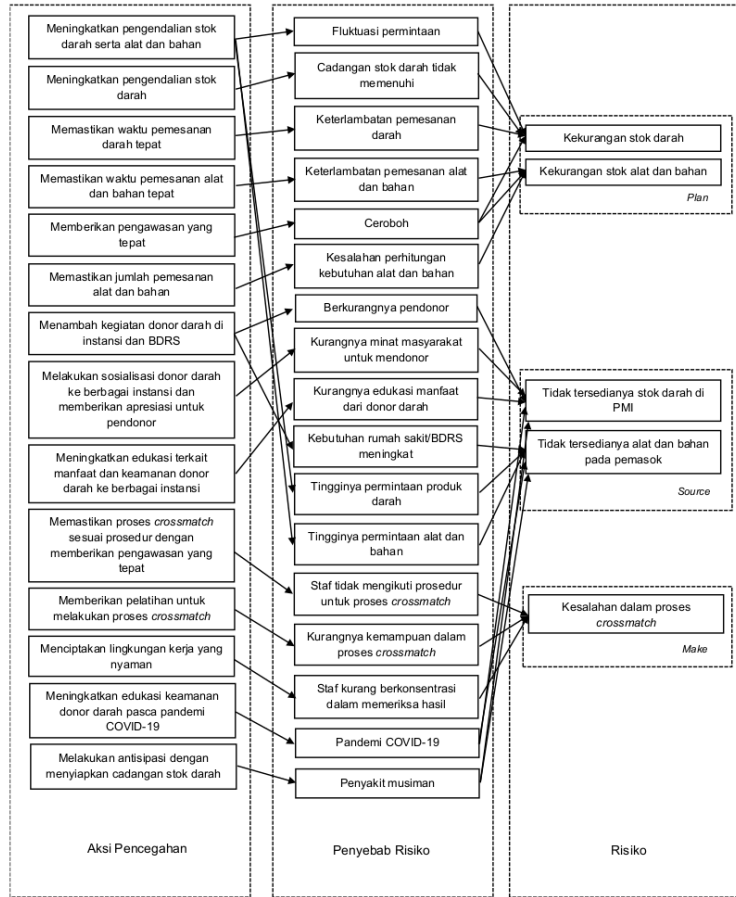 Meningkatkan pengendalian stok
darah serta alat dan bahan
Meningkatkan pengendalian stok
darah
Memastikan waktu pemesanan
darah tepat
Memastikan waktu pemesanan alat
dan bahan tepat
Memberikan pengawasan yang
tepat
Memastikan jumlah pemesanan
alat dan bahan
Menambah kegiatan donor darah di
instansi dan BDRS
Melakukan sosialisasi donor darah
ke berbagai instansi dan
memberikan apresiasi untuk
pendonor
Meningkatkan edukasi terkait
manfaat dan keamanan donor
darah ke berbagai instansi
Memastikan proses crossmatch
sesuai prosedur dengan
memberikan pengawasan yang
tepat
Memberikan pelatihan untuk
melakukan proses crossmatch
Menciptakan lingkungan kerja yang
nyaman
Meningkatkan edukasi keamanan
donor darah pasca pandemi
COVID-19
Melakukan antisipasi dengan
menyiapkan cadangan stok darah
Aksi Pencegahan
Fluktuasi permintaan
Cadangan stok darah tidak
memenuhi
Keterlambatan pemesanan
darah
Keterlambatan pemesanan alat
dan bahan
Ceroboh
Kesalahan perhitungan
kebutuhan alat dan bahan
Berkurangnya pendonor
Kurangnya minat masyarakat
untuk mendonor
Kurangnya edukasi manfaat
dari donor darah
Kebutuhan rumah sakit/BDRS
meningkat
Tingginya permintaan produk
darah
Tingginya permintaan alat dan
bahan
Staf tidak mengikuti prosedur
untuk proses crossmatch
Kurangnya kemampuan dalam
proses crossmatch
Staf kurang berkonsentrasi
dalam memeriksa hasil
Pandemi COVID-19
Penyakit musiman
Penyebab Risiko
Kekurangan stok darah
Kekurangan stok alat dan bahan
Plan
Tidak tersedianya stok darah di
PMI
Tidak tersedianya alat dan bahan
pada pemasok
Source
Kesalahan dalam proses
crossmatch
Make
Risiko